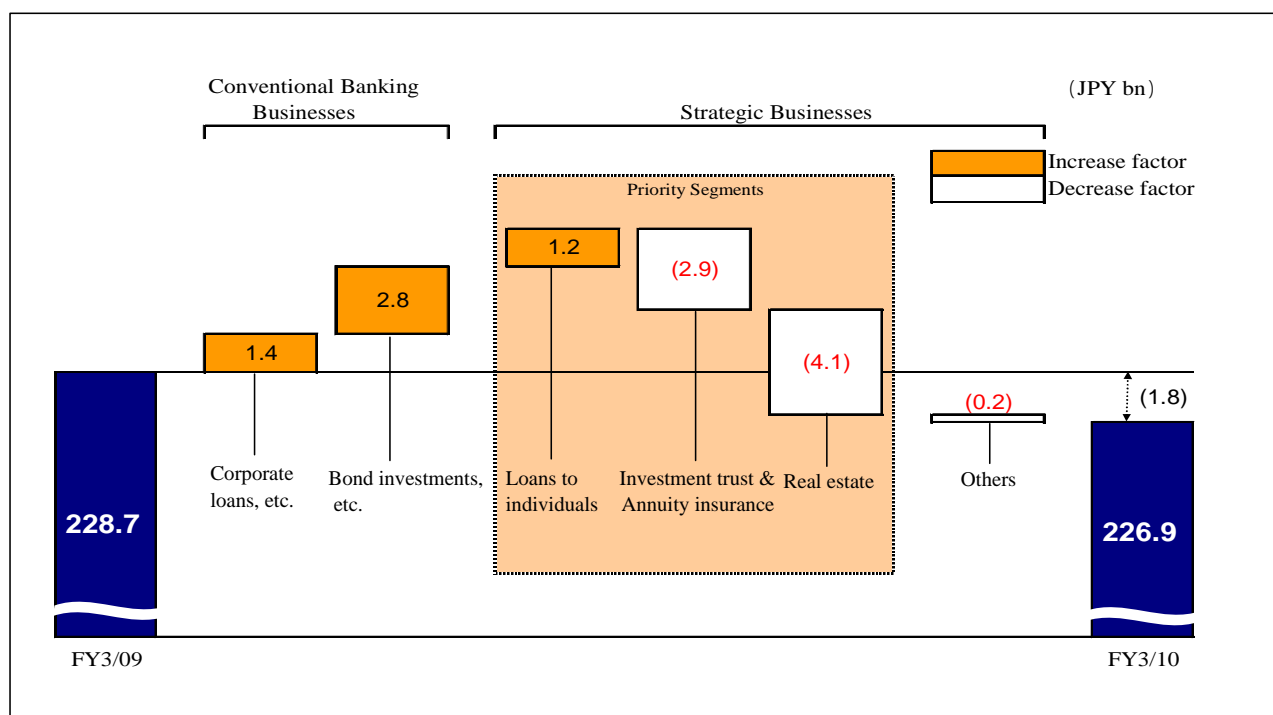 Conventional Banking
Businesses
(JPY bn)
Strategic Businesses
Increase factor
Decrease factor
Priority Segments
1.2
(2.9)
2.8
1.4
(4.1)
(0.2)
(1.8)
Corporate
loans, etc.
Bond investments,
etc.
Loans to
individuals
Investment trust &
Annuity insurance
Real estate
Others
228.7
226.9
FY3/09
FY3/10